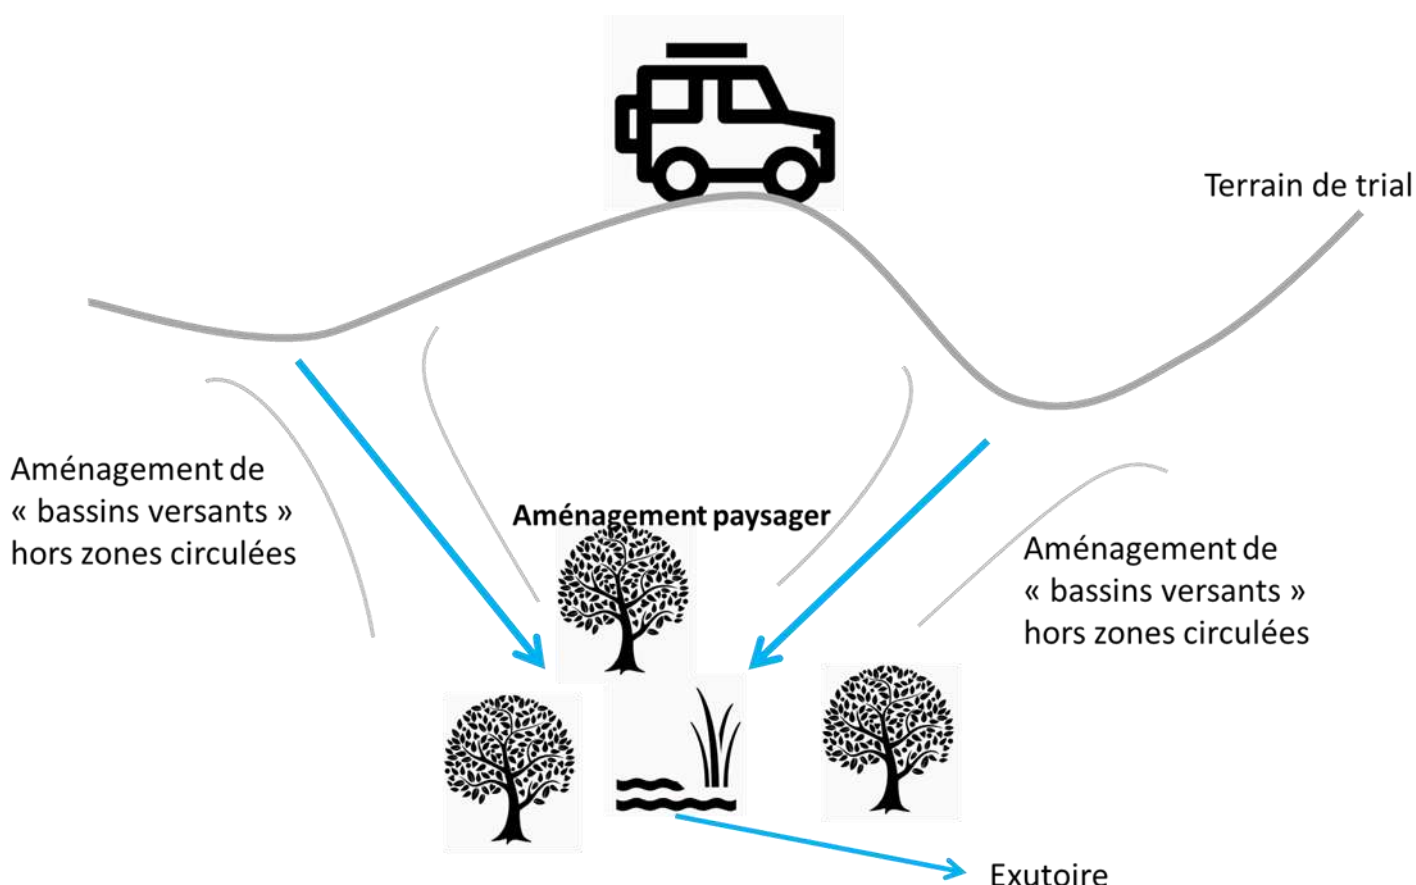 Terrain de trial
Aménagement de
« bassins versants »
hors zones circulées
Aménagement paysager
Aménagement de
« bassins versants »
hors zones circulées
Exutoire